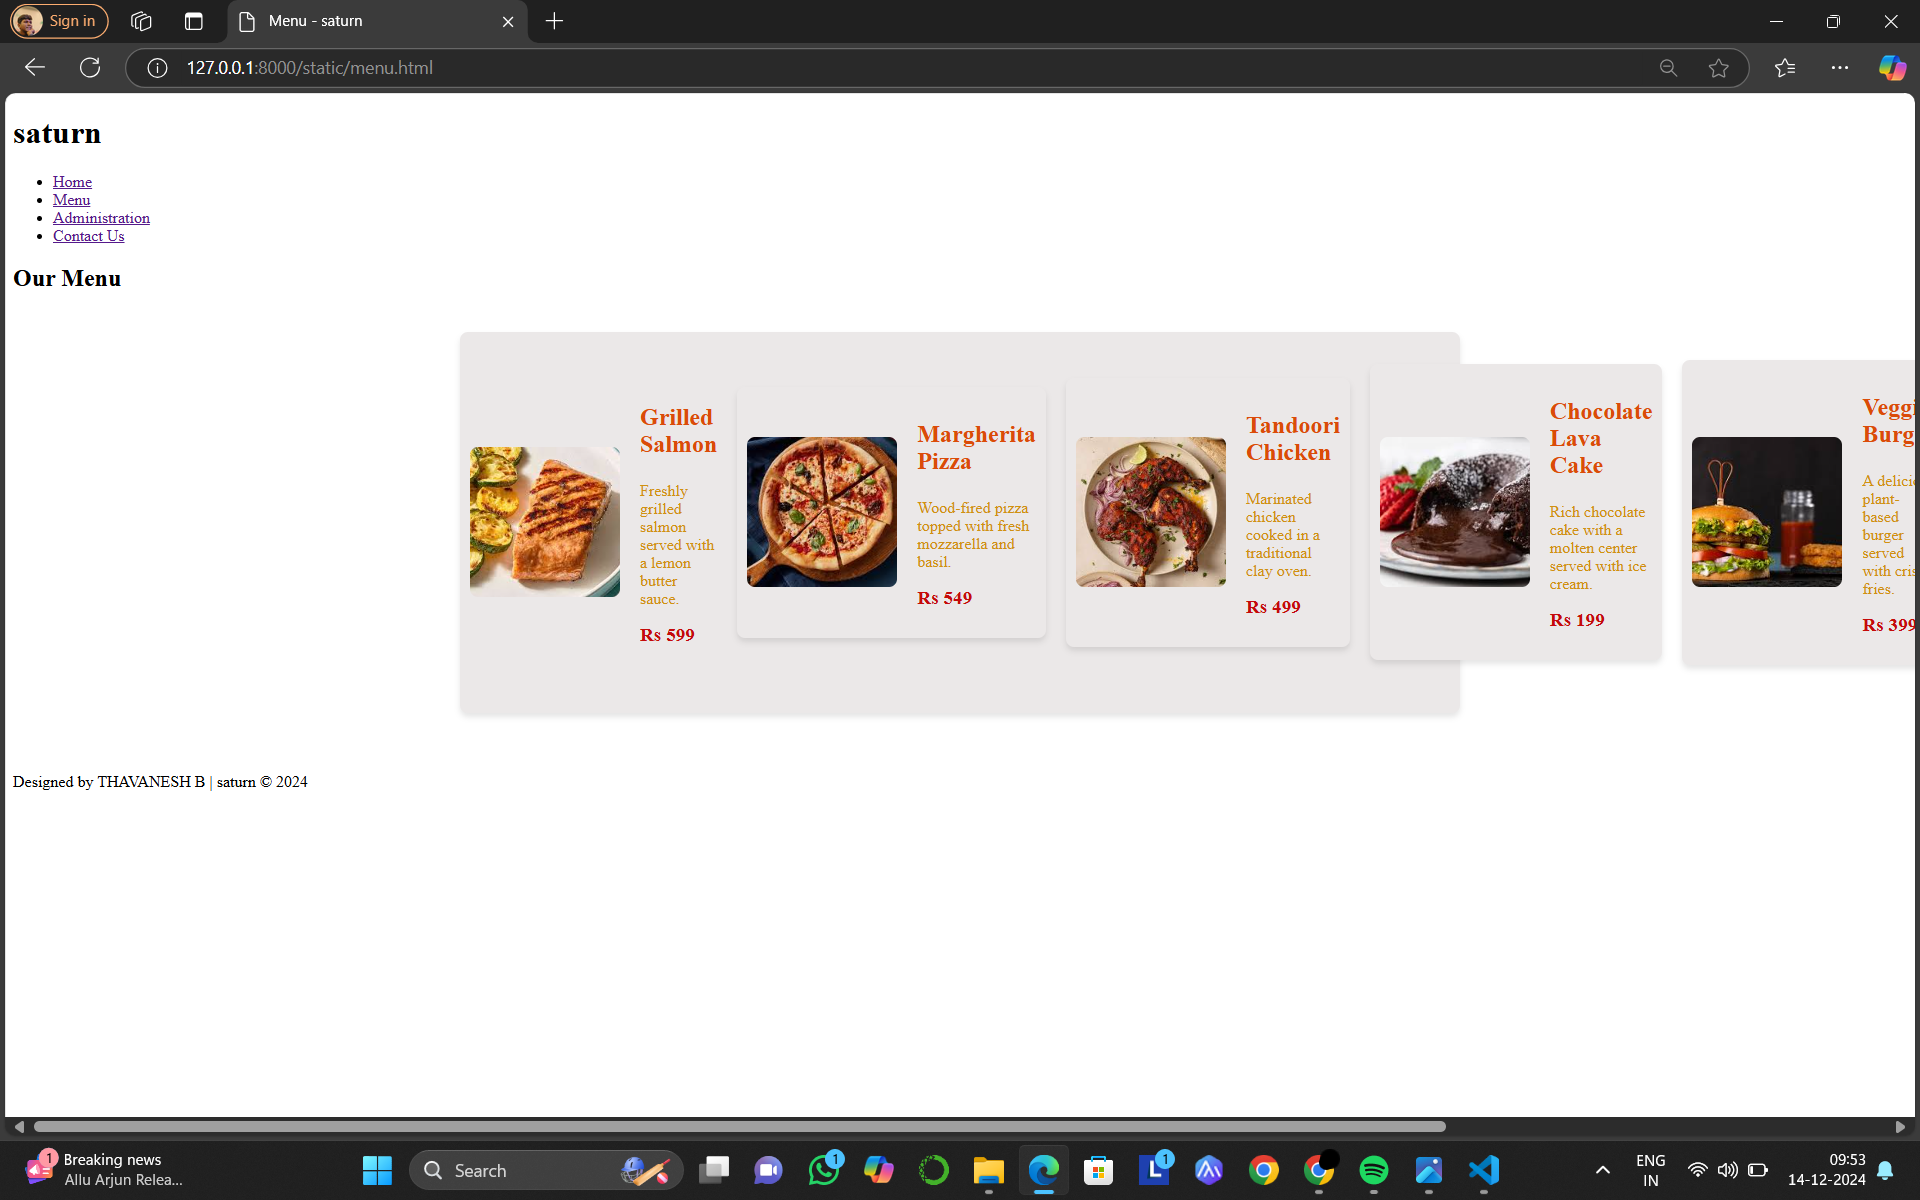 Sign in
Menu - saturn
127.0.0.1:8000/static/menu.html
saturn
Home
Menu
Administration
Contact Us
Our Menu
Grilled
Salmon
Freshly
grilled
salmon
served with
a lemon
butter
sauce.
Rs 599
Margherita
Pizza
Wood-fired pizza
topped with fresh
mozzarella and
basil.
Rs 549
Tandoori
Chicken
Marinated
chicken
cooked in a
traditional
clay oven.
Rs 499
Chocolate
Lava
Cake
Rich chocolate
cake with a
molten center
served with ice
cream.
Rs 199
Veggi
Burg
A delici
plant-
based
burger
served
with cris
fries.
Rs 399
Designed by THAVANESH B | saturn © 2024
1
Breaking news
Allu Arjun Relea...
Search
1
L
1
ENG
IN
09:53
14-12-2024